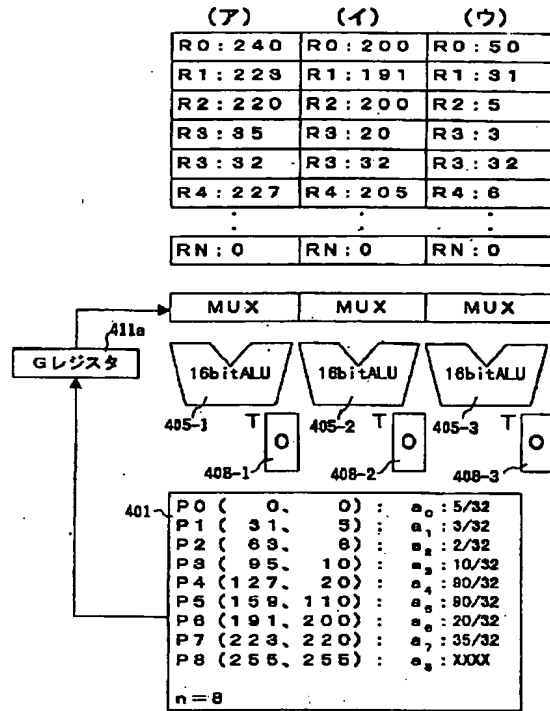 (ア) (イ) (ウ)
R0:240 R0:200 R0:50
R1:223 R1:191 R1:31
R2:220 R2:200 R2:5
R3:35 R3:20 R3:3
R3:32 R3:32 R3:32
R4:227 R4:205 R4:6
: : :
RN:0 RN:0 RN:0
MUX MUX MUX
411a
Gレジスタ
16bitALU 16bitALU 16bitALU
405-1 T 405-2 T 405-3 T
0 0 0
408-1 408-2 408-3
401
P0 ( 0、 0) : a₀ : 5/32
P1 ( 31、 5) : a₁ : 3/32
P2 ( 63、 6) : a₂ : 2/32
P3 ( 95、 10) : a₃ : 10/32
P4 (127、 20) : a₄ : 90/32
P5 (159、110) : a₅ : 90/32
P6 (191、200) : a₆ : 20/32
P7 (223、220) : a₇ : 35/32
P8 (255、255) : a₈ : XXXX
n=8